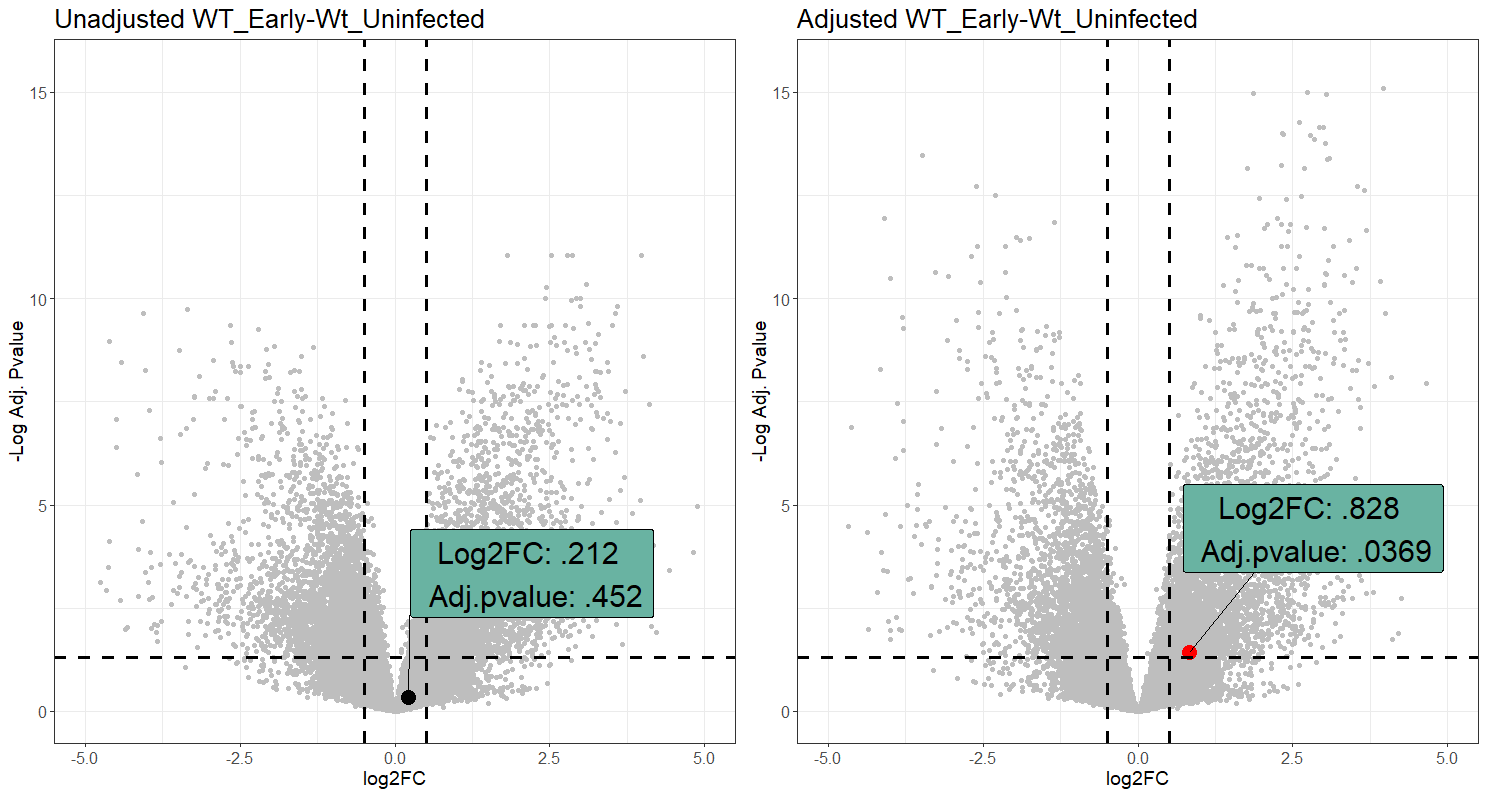 Unadjusted WT_Early-Wt_Uninfected
15
10
5
0
-Log Adj. Pvalue
Log2FC: .212
Adj.pvalue: .452
-5.0
-2.5
0.0
2.5
5.0
log2FC
Adjusted WT_Early-Wt_Uninfected
15
10
5
0
-Log Adj. Pvalue
Log2FC: .828
Adj.pvalue: .0369
-5.0
-2.5
0.0
2.5
5.0
log2FC